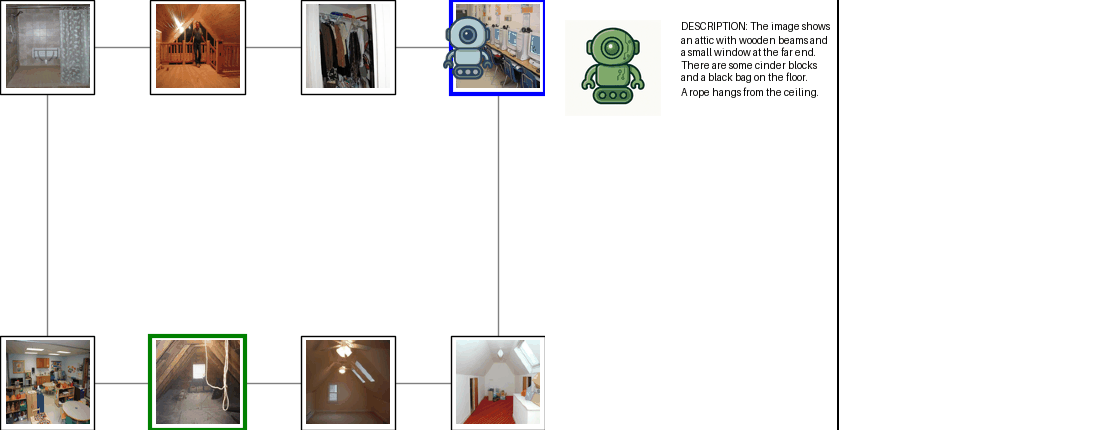 DESCRIPTION: The image shows
an attic with wooden beams and
a small window at the far end.
There are some cinder blocks
and a black bag on the floor.
A rope hangs from the ceiling.